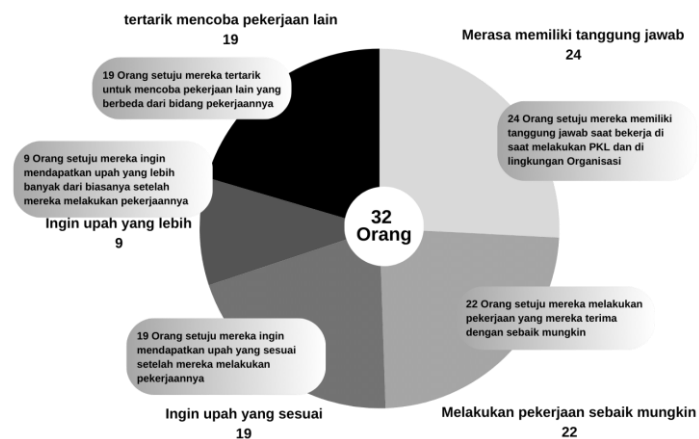 tertarik mencoba pekerjaan lain
19
Merasa memiliki tanggung jawab
24
19 Orang setuju mereka tertarik
untuk mencoba pekerjaan lain yang
berbeda dari bidang pekerjaannya
24 Orang setuju mereka memiliki
tanggung jawab saat bekerja di
saat melakukan PKL dan di
lingkungan Organisasi
9 Orang setuju mereka ingin
mendapatkan upah yang lebih
banyak dari biasanya setelah
mereka melakukan pekerjaannya
Ingin upah yang lebih
9
32
Orang
22 Orang setuju mereka melakukan
pekerjaan yang mereka terima
dengan sebaik mungkin
19 Orang setuju mereka ingin
mendapatkan upah yang sesuai
setelah mereka melakukan
pekerjaannya
Ingin upah yang sesuai
19
Melakukan pekerjaan sebaik mungkin
22